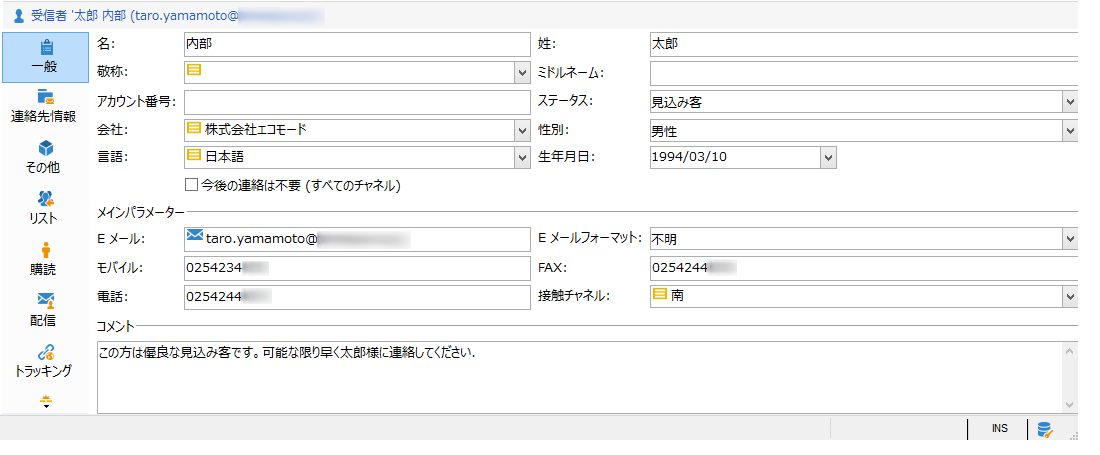 受信者 '太郎 内部 (taro.yamamoto@
一般
連絡先情報
その他
リスト
購読
配信
トラッキング
名: 内部 姓: 太郎
敬称: ミドルネーム:
アカウント番号: ステータス: 見込み客
会社: 株式会社エコモード 性別: 男性
言語: 日本語 生年月日: 1994/03/10
今後の連絡は不要 (すべてのチャネル)
メインパラメーター
E メール: taro.yamamoto@ E メールフォーマット: 不明
モバイル: 0254234 FAX: 0254244
電話: 0254244 接触チャネル: 南
コメント
この方は優良な見込み客です。可能な限り早く太郎様に連絡してください.
INS